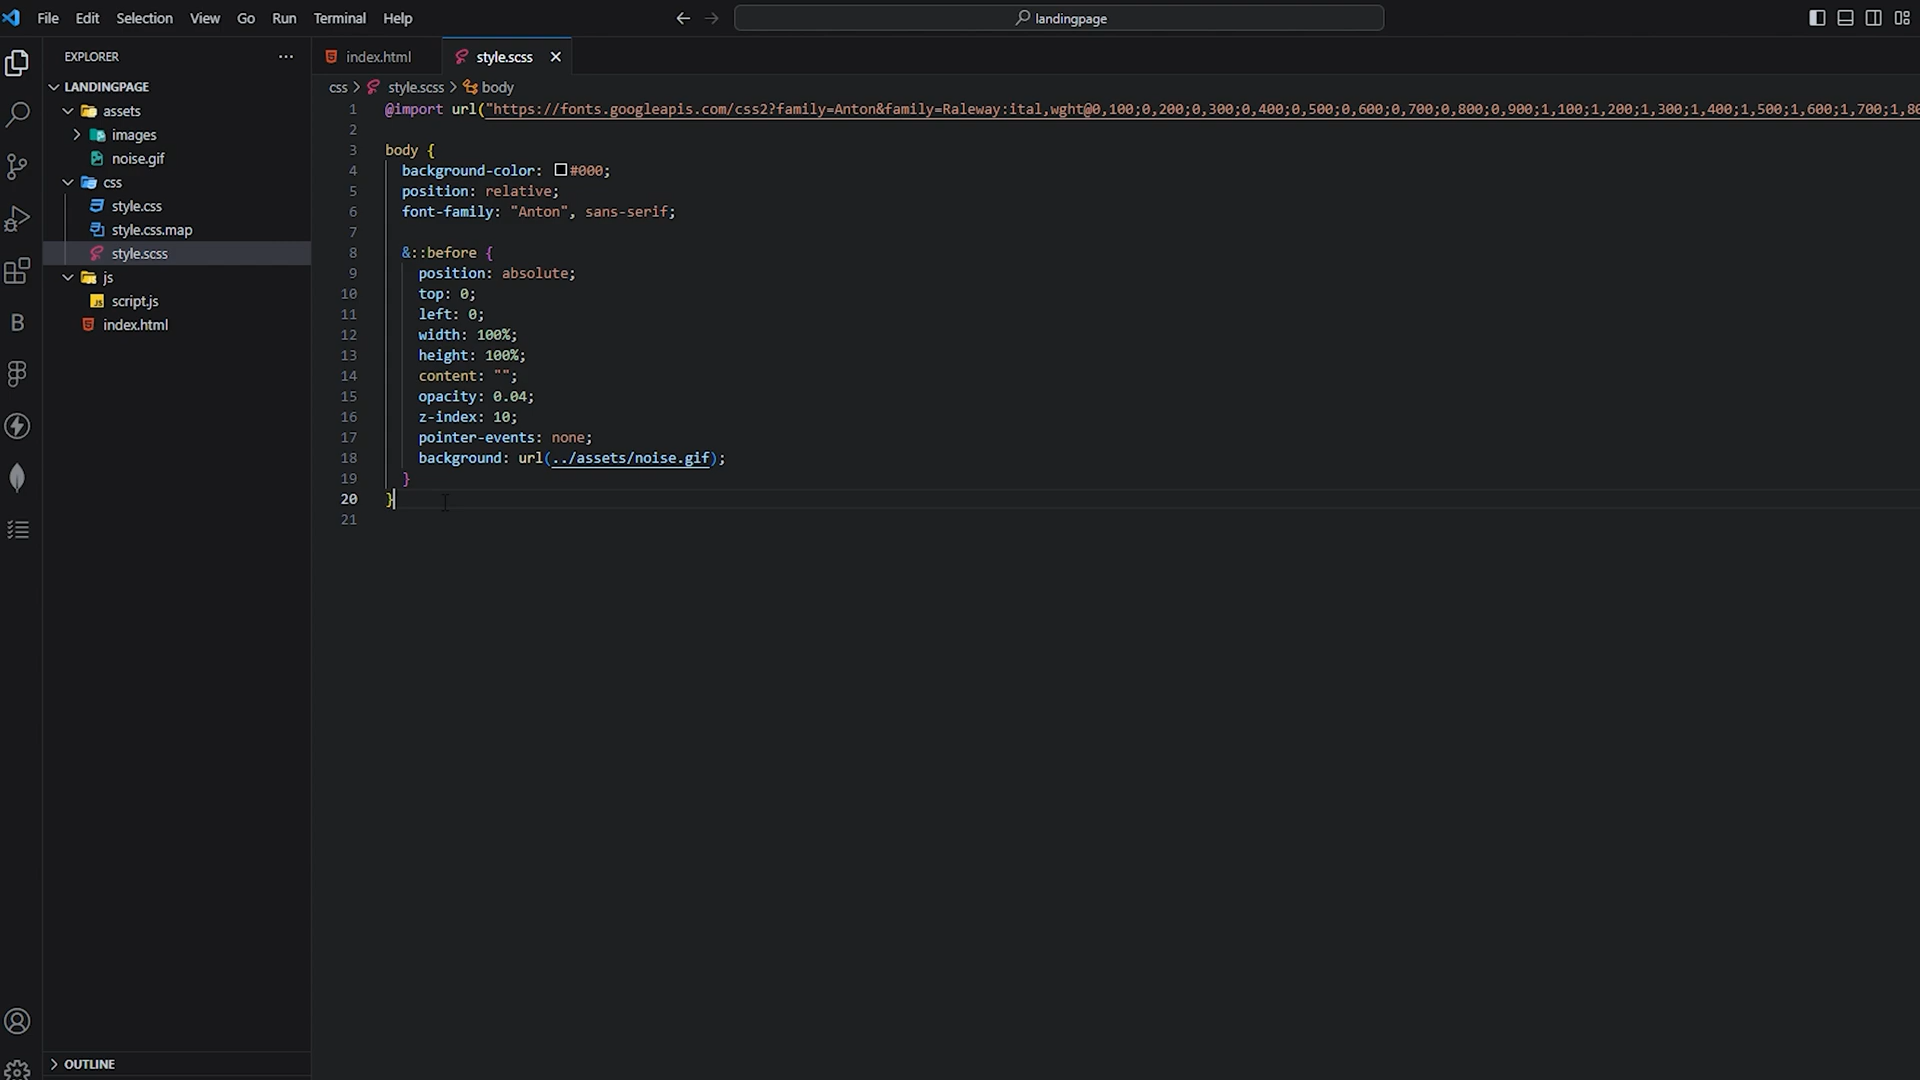 File Edit Selection View Go Run Terminal Help
landingpage
EXPLORER
LANDINGPAGE
assets
images
noise.gif
css
style.css
style.css.map
style.scss
js
JS script.js
index.html
B
OUTLINE
index.html
style.scss
css > style.scss > body
1 @import url("https://fonts.googleapis.com/css2?family=Anton&family=Raleway:ital,wght@0,100;0,200;0,300;0,400;0,500;0,600;0,700;0,800;0,900;1,100;1,200;1,300;1,400;1,500;1,600;1,700;1,80
2
3 body {
4 background-color: #000;
5 position: relative;
6 font-family: "Anton", sans-serif;
7
8 &::before {
9 position: absolute;
10 top: 0;
11 left: 0;
12 width: 100%;
13 height: 100%;
14 content: "";
15 opacity: 0.04;
16 z-index: 10;
17 pointer-events: none;
18 background: url(../assets/noise.gif);
19 }
20 }
21